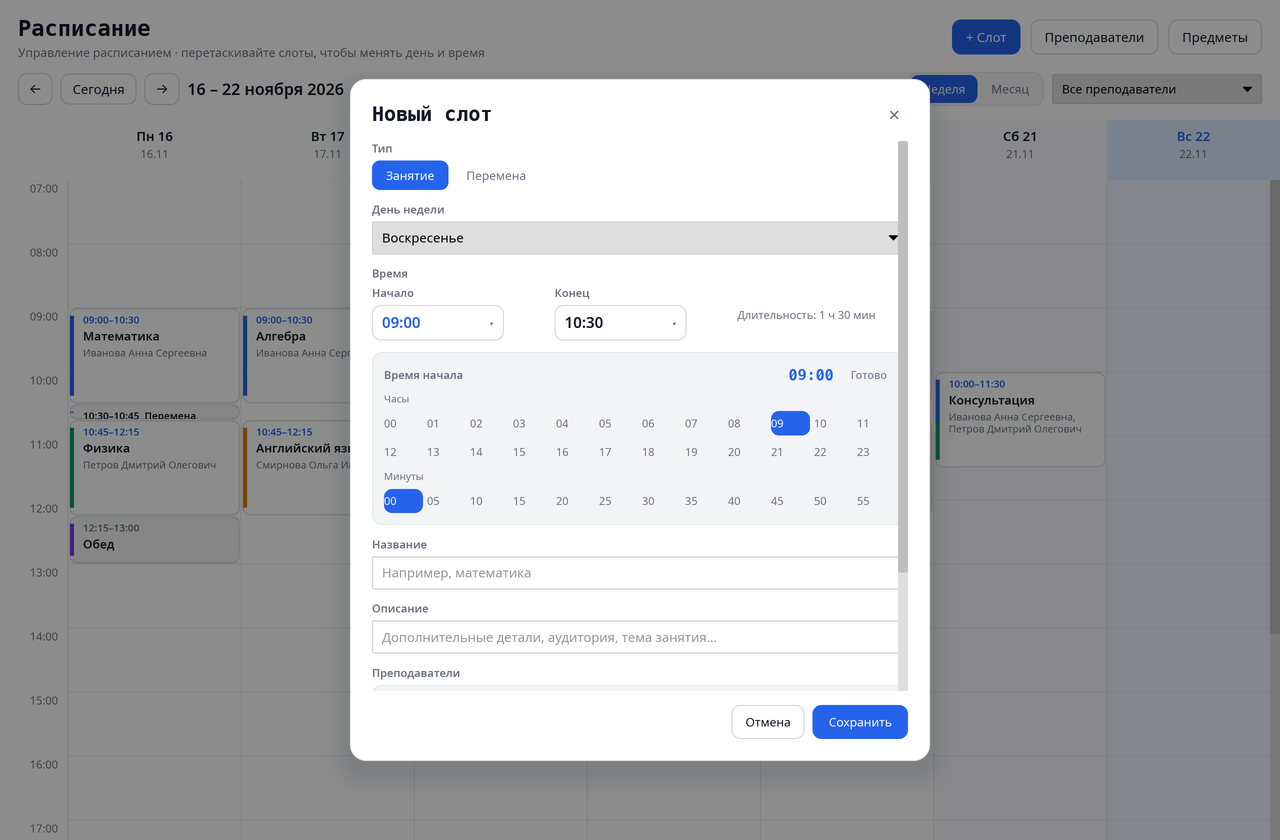 Расписание
Управление расписанием · перетаскивайте слоты, чтобы менять день и время
+ Слот
Преподаватели
Предметы
←
Сегодня
→
16 – 22 ноября 2026
Неделя
Месяц
Все преподаватели
Пн 16
16.11
Вт 17
17.11
Сб 21
21.11
Вс 22
22.11
07:00
08:00
09:00
10:00
11:00
12:00
13:00
14:00
15:00
16:00
17:00
09:00–10:30
Математика
Иванова Анна Сергеевна
10:30–10:45 Перемена
10:45–12:15
Физика
Петров Дмитрий Олегович
12:15–13:00
Обед
09:00–10:30
Алгебра
Иванова Анна Серг
10:45–12:15
Английский язы
Смирнова Ольга И
10:00–11:30
Консультация
Иванова Анна Сергеевна,
Петров Дмитрий Олегович
Новый слот
×
Тип
Занятие
Перемена
День недели
Воскресенье
Время
Начало
Конец
09:00
10:30
Длительность: 1 ч 30 мин
Время начала
09:00
Готово
Часы
00 01 02 03 04 05 06 07 08 09 10 11
12 13 14 15 16 17 18 19 20 21 22 23
Минуты
00 05 10 15 20 25 30 35 40 45 50 55
Название
Например, математика
Описание
Дополнительные детали, аудитория, тема занятия...
Преподаватели
Отмена
Сохранить